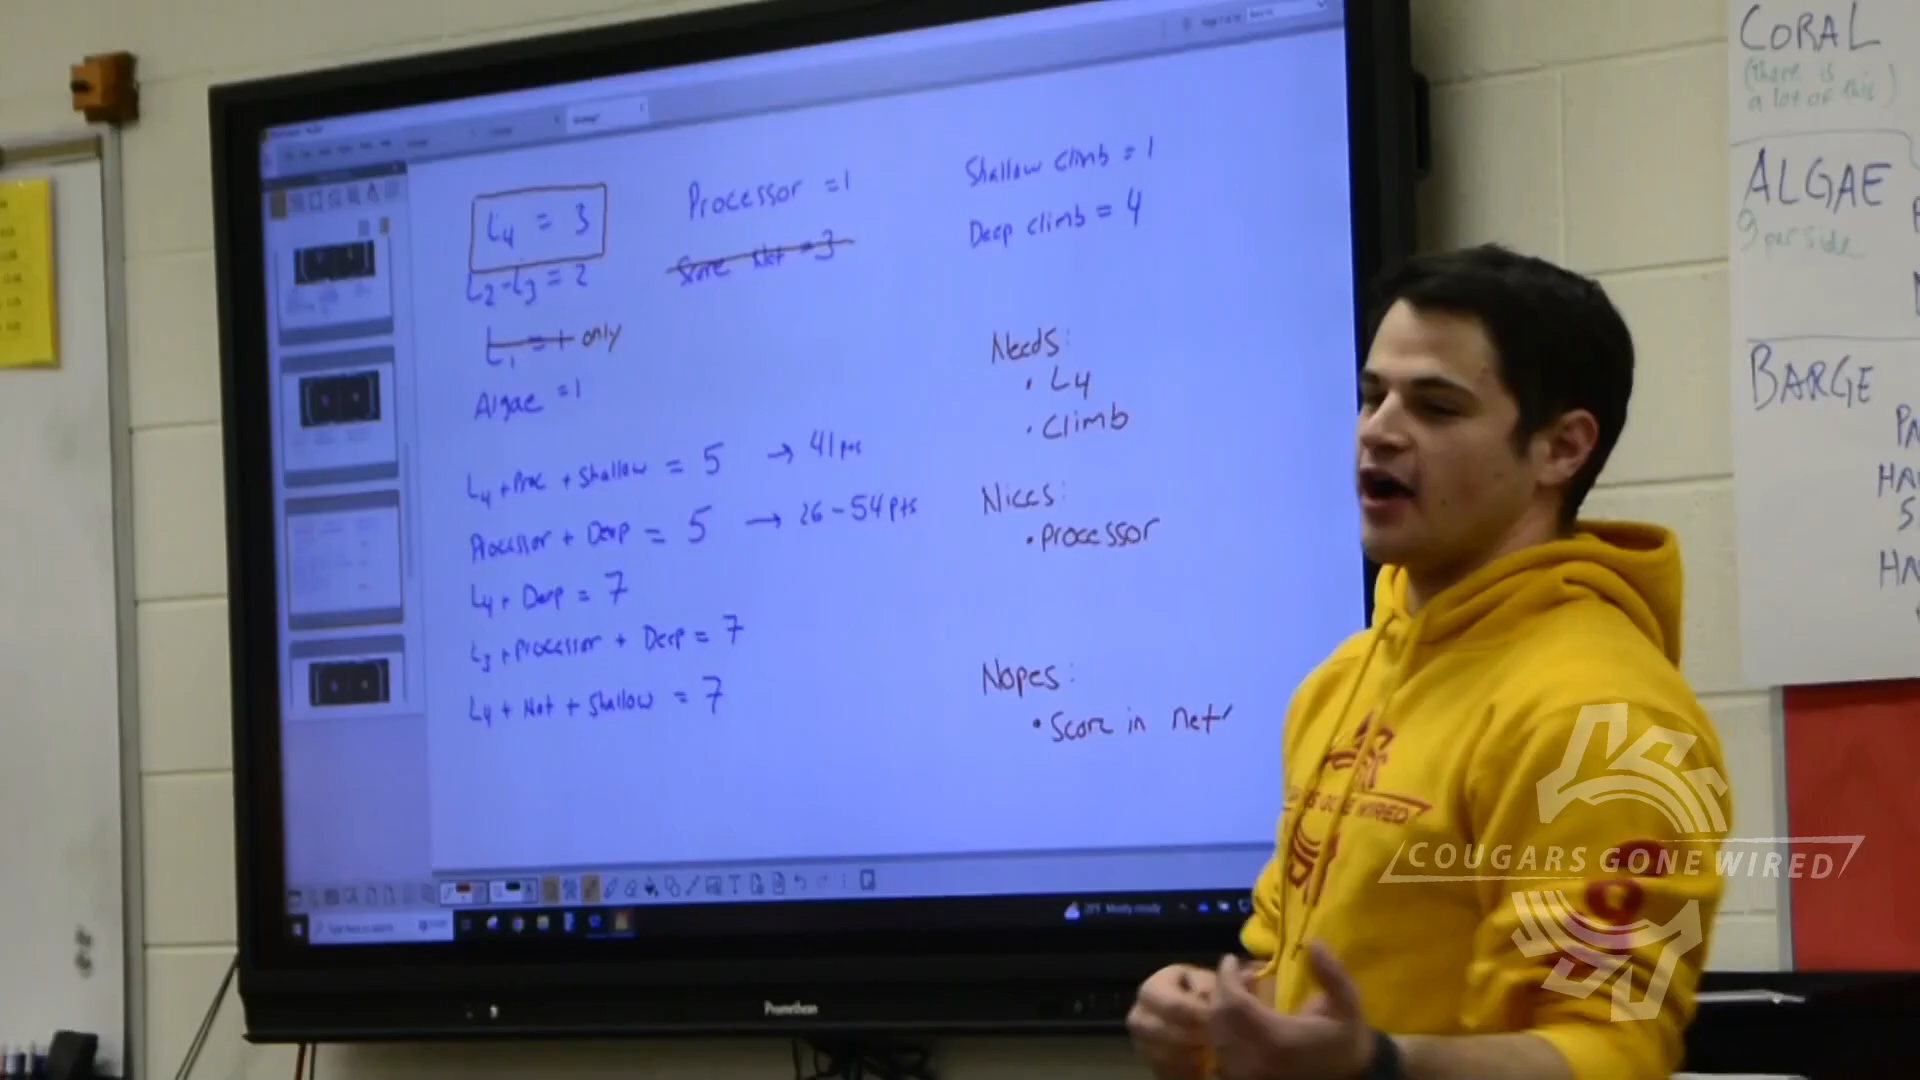 L4 = 3
L2-L3 = 2
L1 = 1 only
Algae = 1
Processor = 1
Score Net = 3
Shallow climb = 1
Deep climb = 4
L4 + Proc + Shallow = 5 → 41 pts
Processor + Deep = 5 → 26 - 54 pts
L4 + Deep = 7
L3 + Processor + Deep = 7
L4 + Net + Shallow = 7
Needs:
• L4
• Climb
Nices:
• Processor
Nopes:
• Score in net
Promethean
CORAL
(there is
a lot of this)
ALGAE
9 per side
BARGE
COUGARS GONE WIRED
WIRED